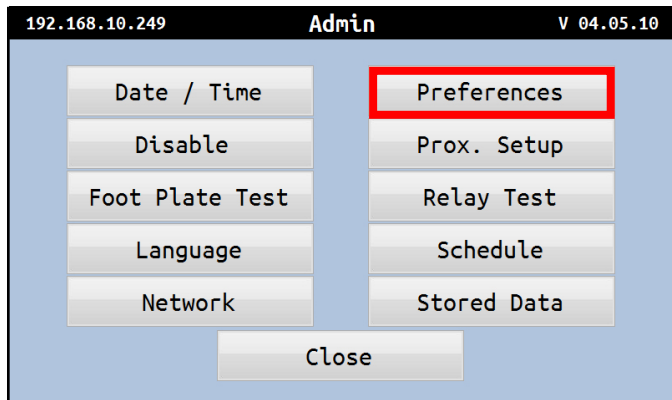 192.168.10.249 Admin V 04.05.10
Date / Time Preferences
Disable Prox. Setup
Foot Plate Test Relay Test
Language Schedule
Network Stored Data
Close